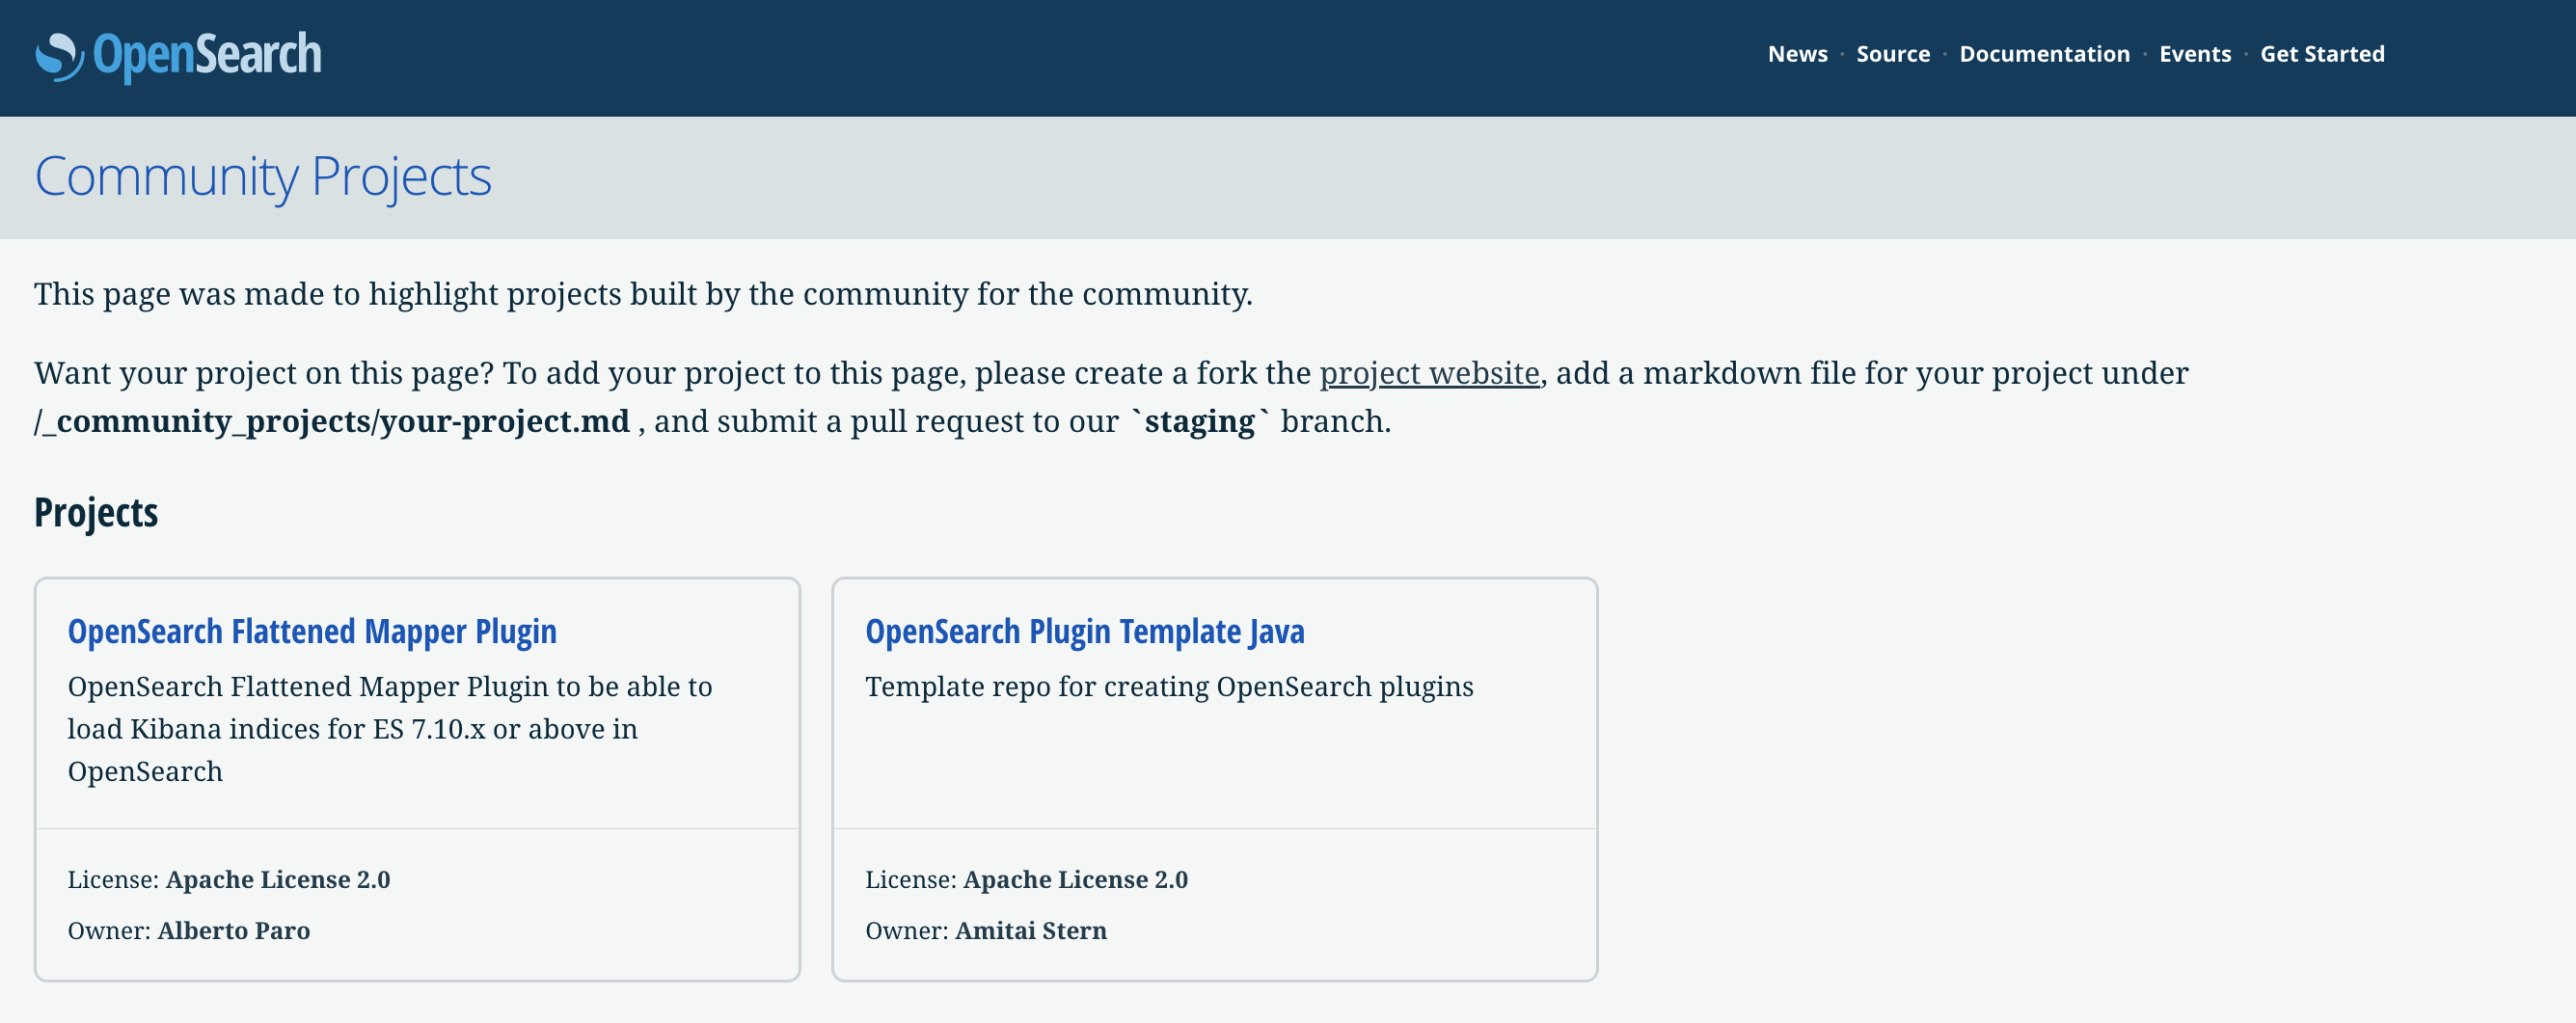 OpenSearch
News · Source · Documentation · Events · Get Started
Community Projects
This page was made to highlight projects built by the community for the community.
Want your project on this page? To add your project to this page, please create a fork the project website, add a markdown file for your project under
/_community_projects/your-project.md , and submit a pull request to our `staging` branch.
Projects
OpenSearch Flattened Mapper Plugin
OpenSearch Flattened Mapper Plugin to be able to
load Kibana indices for ES 7.10.x or above in
OpenSearch
License: Apache License 2.0
Owner: Alberto Paro
OpenSearch Plugin Template Java
Template repo for creating OpenSearch plugins
License: Apache License 2.0
Owner: Amitai Stern